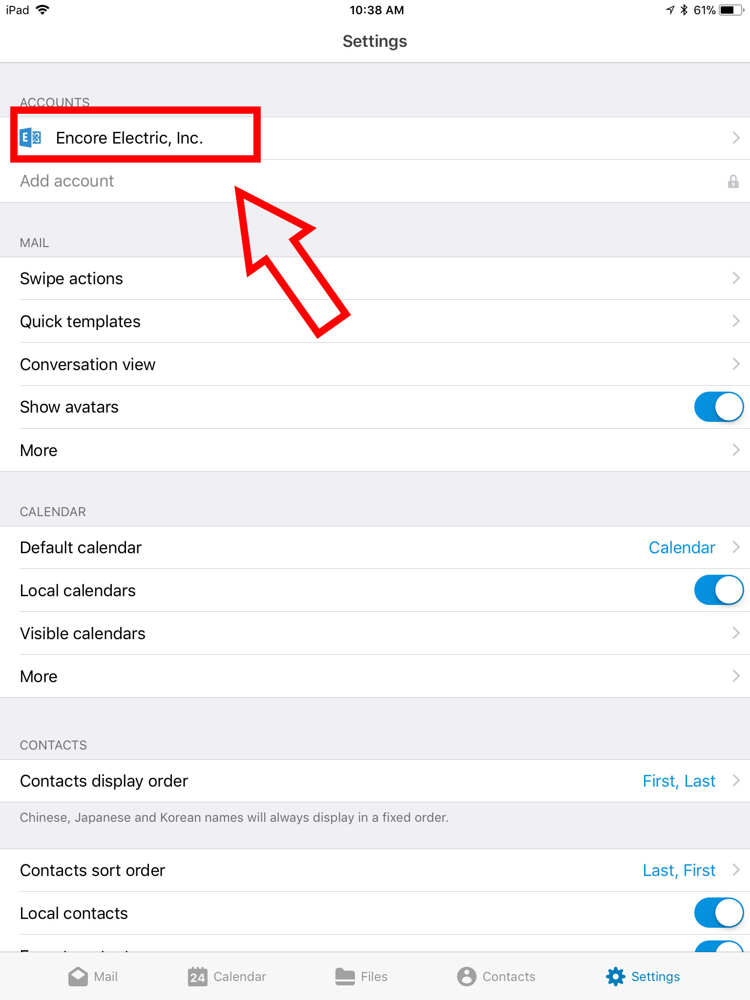 iPad 10:38 AM 61%
Settings
ACCOUNTS
E Encore Electric, Inc.
Add account
MAIL
Swipe actions
Quick templates
Conversation view
Show avatars
More
CALENDAR
Default calendar Calendar
Local calendars
Visible calendars
More
CONTACTS
Contacts display order First, Last
Chinese, Japanese and Korean names will always display in a fixed order.
Contacts sort order Last, First
Local contacts
Mail 24 Calendar Files Contacts Settings